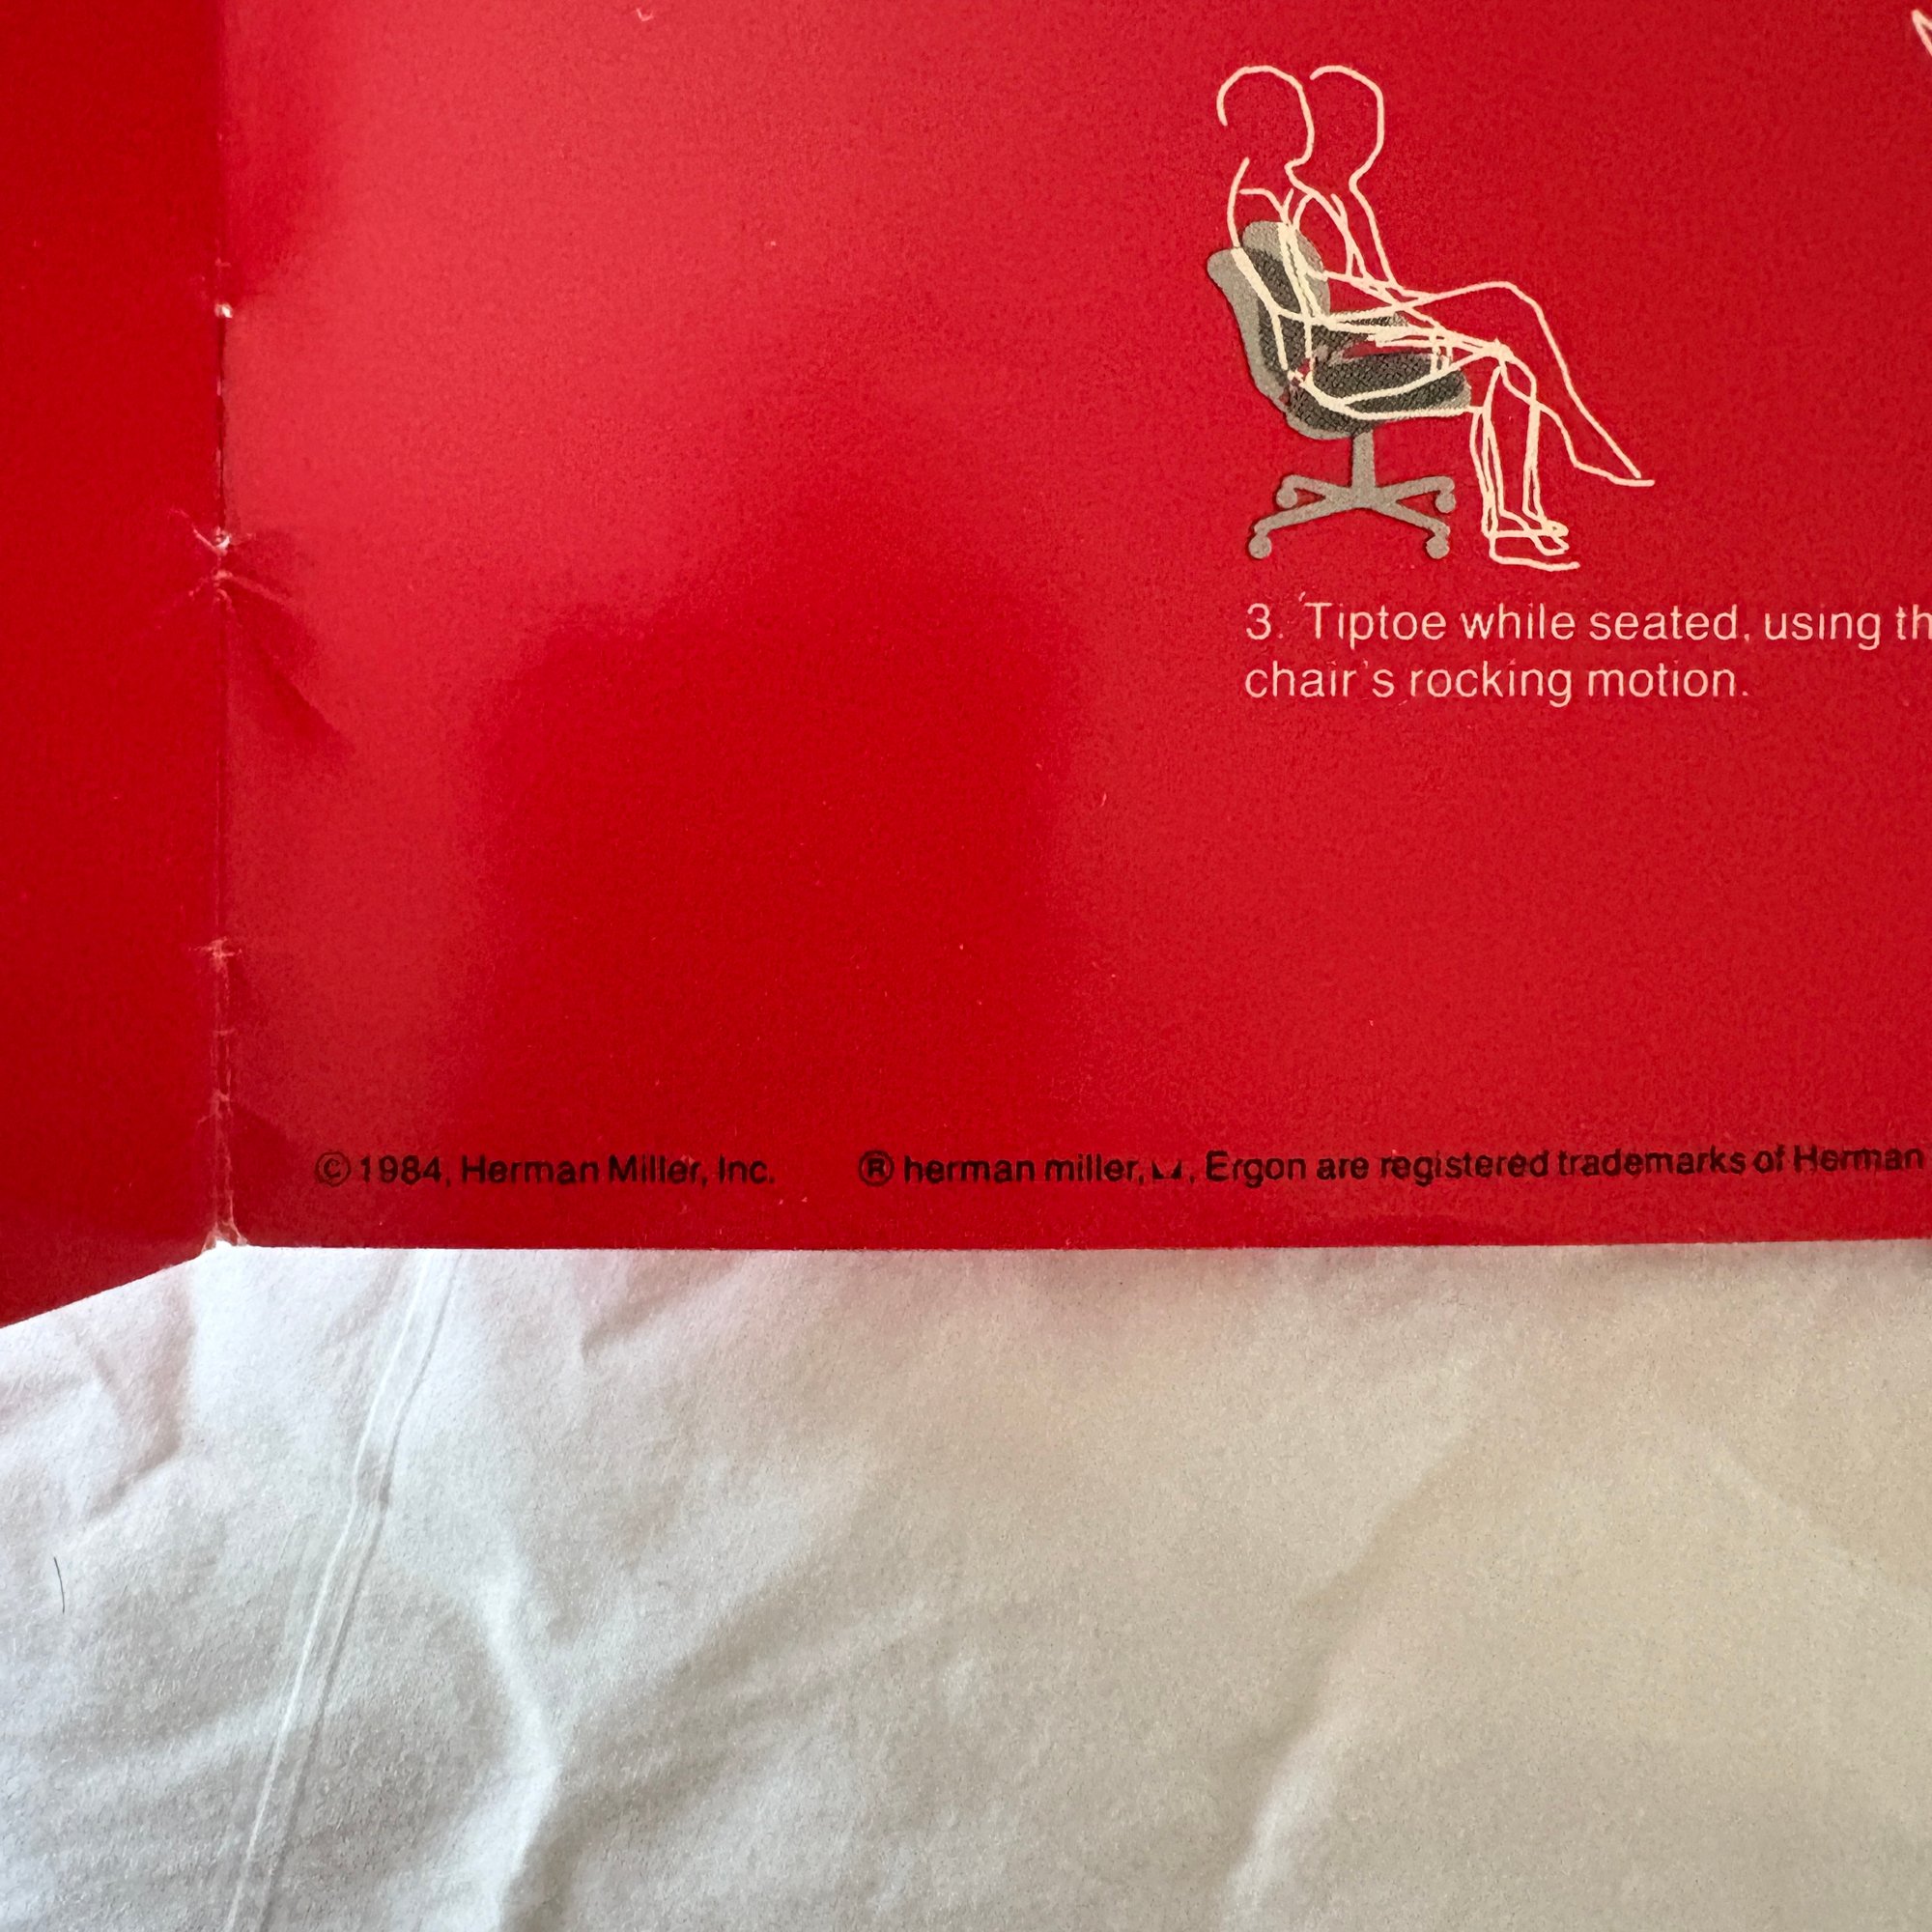 3. Tiptoe while seated, using th
chair's rocking motion.
© 1984, Herman Miller, Inc. ® herman miller, , Ergon are registered trademarks of Herman